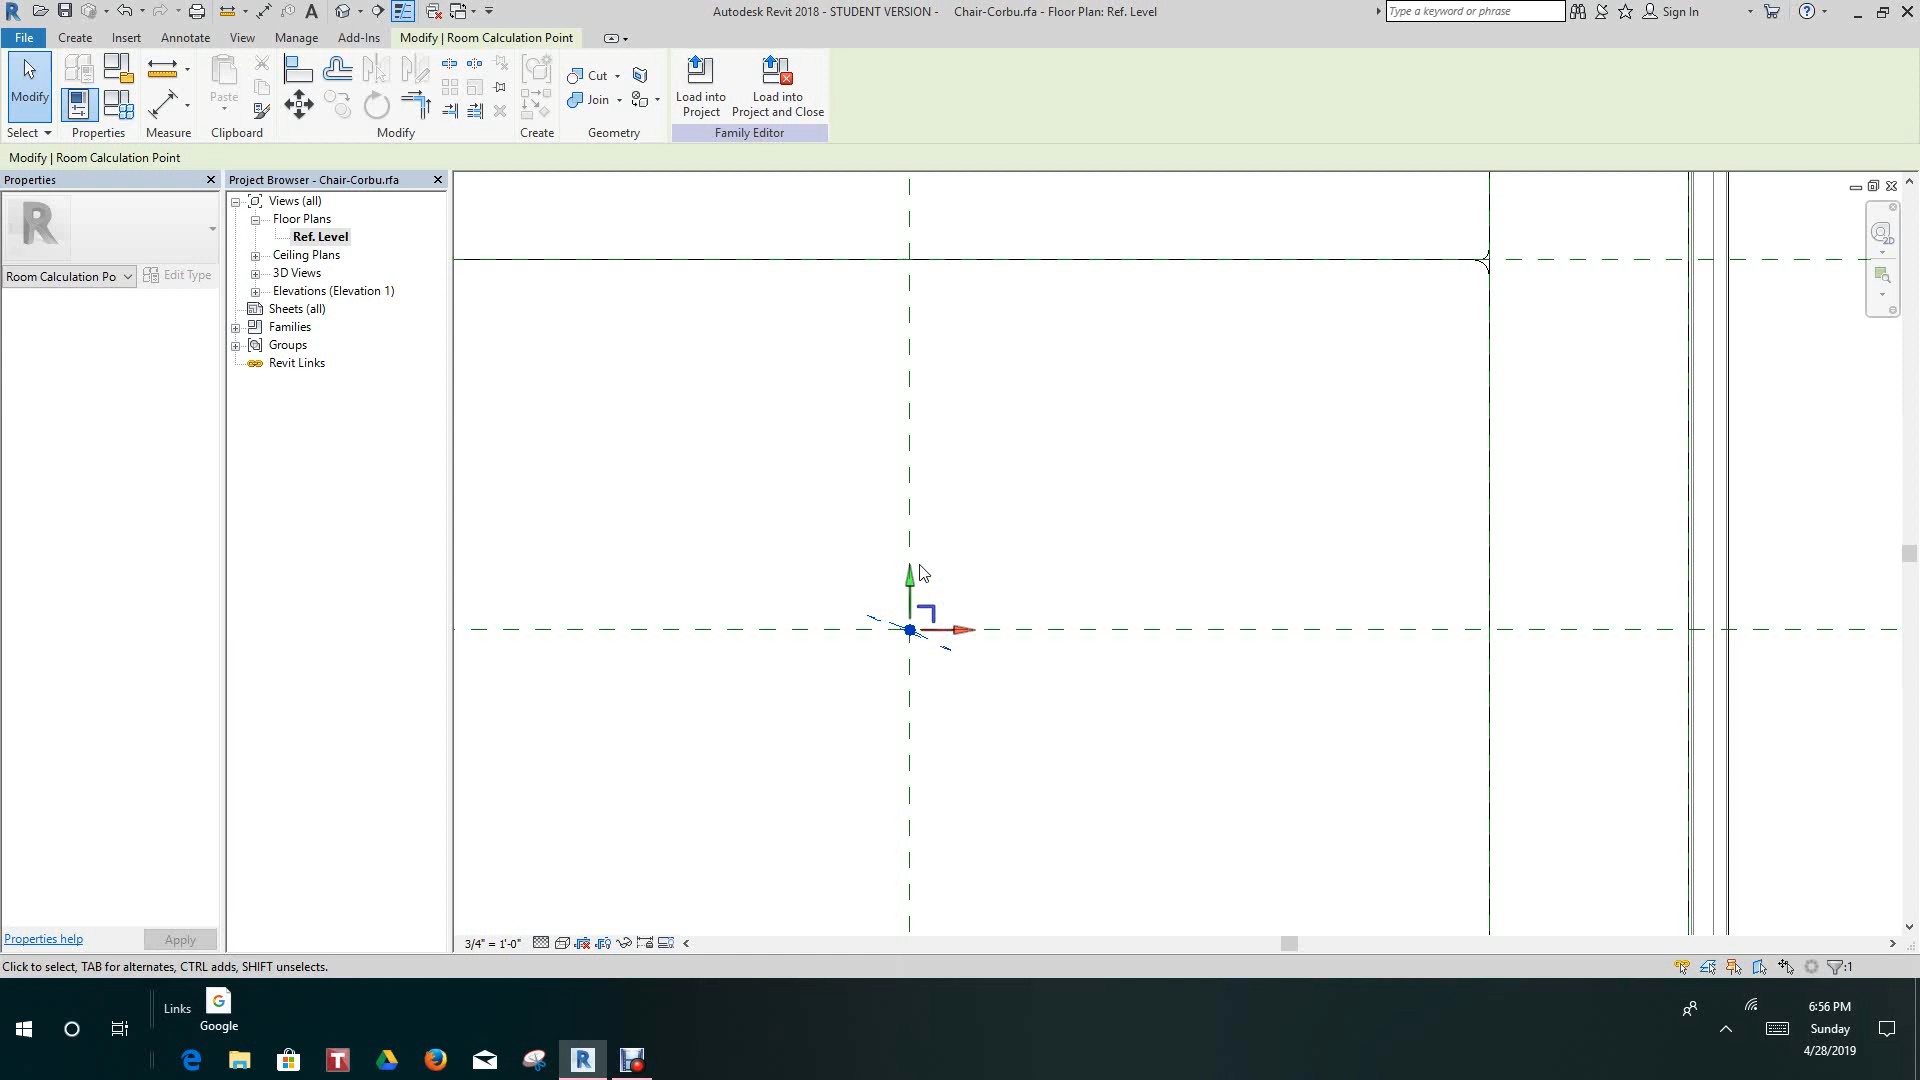 Autodesk Revit 2018 - STUDENT VERSION - Chair-Corbu.rfa - Floor Plan: Ref. Level
Type a keyword or phrase
Sign In
File Create Insert Annotate View Manage Add-Ins Modify | Room Calculation Point
Modify
Paste
Cut
Join
Load into Project
Load into Project and Close
Select Properties Measure Clipboard Modify Create Geometry Family Editor
Modify | Room Calculation Point
Properties
Project Browser - Chair-Corbu.rfa
R
Room Calculation Po
Edit Type
Views (all)
Floor Plans
Ref. Level
Ceiling Plans
3D Views
Elevations (Elevation 1)
Sheets (all)
Families
Groups
Revit Links
2D
Properties help
Apply
3/4" = 1'-0"
Click to select, TAB for alternates, CTRL adds, SHIFT unselects.
:1
Links
Google
6:56 PM
Sunday
4/28/2019